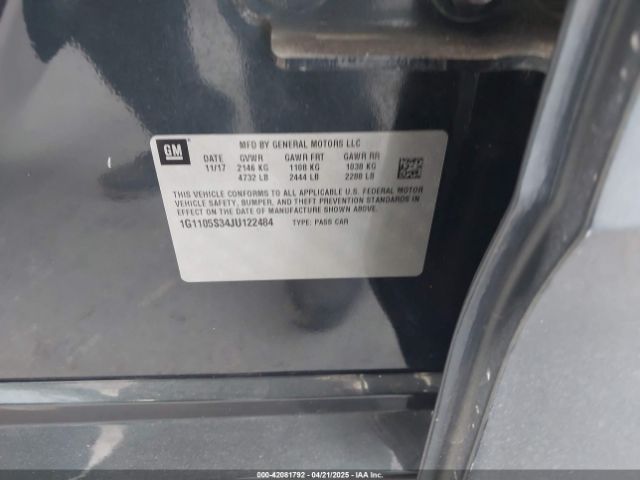 GM
MFD BY GENERAL MOTORS LLC
DATE GVWR GAWR FRT GAWR RR
11/17 2146 KG 1108 KG 1038 KG
4732 LB 2444 LB 2288 LB
THIS VEHICLE CONFORMS TO ALL APPLICABLE U.S. FEDERAL MOTOR
VEHICLE SAFETY, BUMPER, AND THEFT PREVENTION STANDARDS IN
EFFECT ON THE DATE OF MANUFACTURE SHOWN ABOVE.
1G1105S34JU122484 TYPE: PASS CAR
000-42081792 - 04/21/2025 - IAAI.com